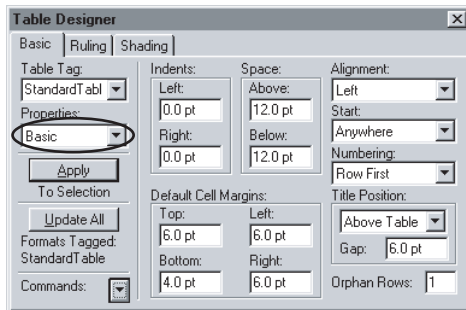 Table Designer
Basic Ruling Shading
Table Tag:
StandardTabl
Properties:
Basic
Apply
To Selection
Update All
Formats Tagged:
StandardTable
Commands:
Indents:
Left:
0.0 pt
Right:
0.0 pt
Space:
Above:
12.0 pt
Below:
12.0 pt
Default Cell Margins:
Top:
6.0 pt
Left:
6.0 pt
Bottom:
4.0 pt
Right:
6.0 pt
Alignment:
Left
Start:
Anywhere
Numbering:
Row First
Title Position:
Above Table
Gap: 6.0 pt
Orphan Rows: 1